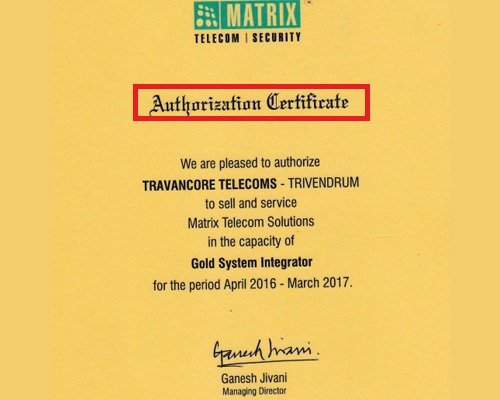 MATRIX
TELECOM | SECURITY
Authorization Certificate
We are pleased to authorize
TRAVANCORE TELECOMS - TRIVENDRUM
to sell and service
Matrix Telecom Solutions
in the capacity of
Gold System Integrator
for the period April 2016 - March 2017.
Ganesh Jivani.
Ganesh Jivani
Managing Director